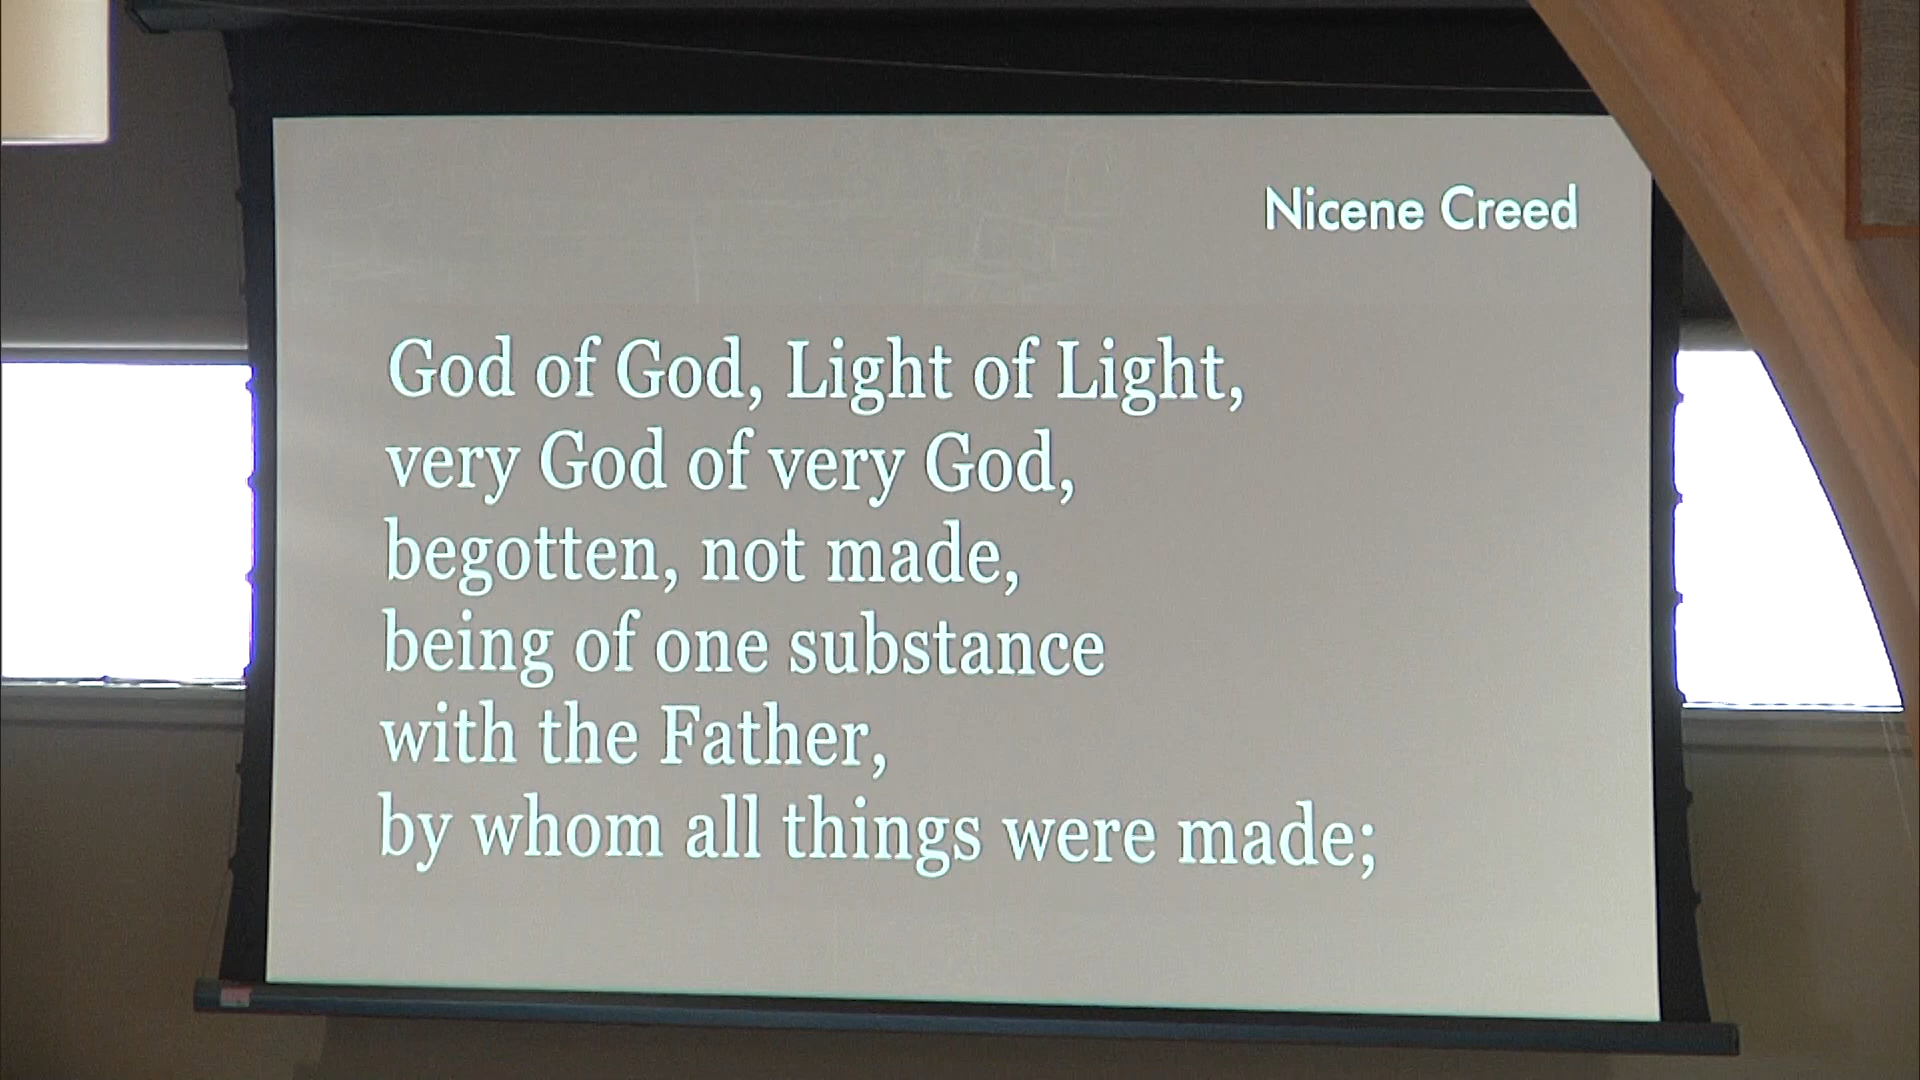 Nicene Creed
God of God, Light of Light,
very God of very God,
begotten, not made,
being of one substance
with the Father,
by whom all things were made;